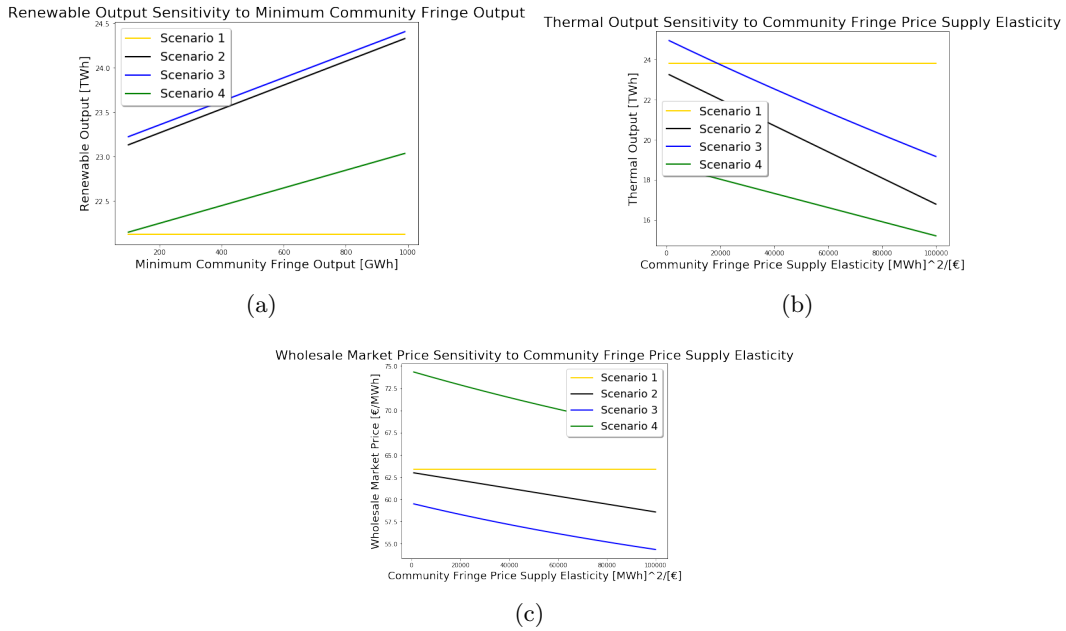 Renewable Output Sensitivity to Minimum Community Fringe Output
24.5
24.0
23.5
23.0
22.5
Renewable Output [TWh]
Scenario 1
Scenario 2
Scenario 3
Scenario 4
200 400 600 800 1000
Minimum Community Fringe Output [GWh]
(a)
Thermal Output Sensitivity to Community Fringe Price Supply Elasticity
24
22
20
18
16
Thermal Output [TWh]
Scenario 1
Scenario 2
Scenario 3
Scenario 4
0 20000 40000 60000 80000 100000
Community Fringe Price Supply Elasticity [MWh]^2/[€]
(b)
Wholesale Market Price Sensitivity to Community Fringe Price Supply Elasticity
75.0
72.5
70.0
67.5
65.0
62.5
60.0
57.5
55.0
Wholesale Market Price [€/MWh]
Scenario 1
Scenario 2
Scenario 3
Scenario 4
0 20000 40000 60000 80000 100000
Community Fringe Price Supply Elasticity [MWh]^2/[€]
(c)